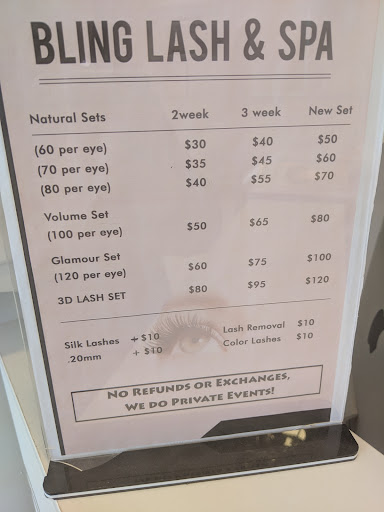 BLING LASH & SPA
Natural Sets 2week 3 week New Set
(60 per eye) $30 $40 $50
(70 per eye) $35 $45 $60
(80 per eye) $40 $55 $70
Volume Set
(100 per eye) $50 $65 $80
Glamour Set
(120 per eye) $60 $75 $100
3D LASH SET $80 $95 $120
Silk Lashes + $10 Lash Removal $10
.20mm + $10 Color Lashes $10
NO REFUNDS OR EXCHANGES,
WE DO PRIVATE EVENTS!